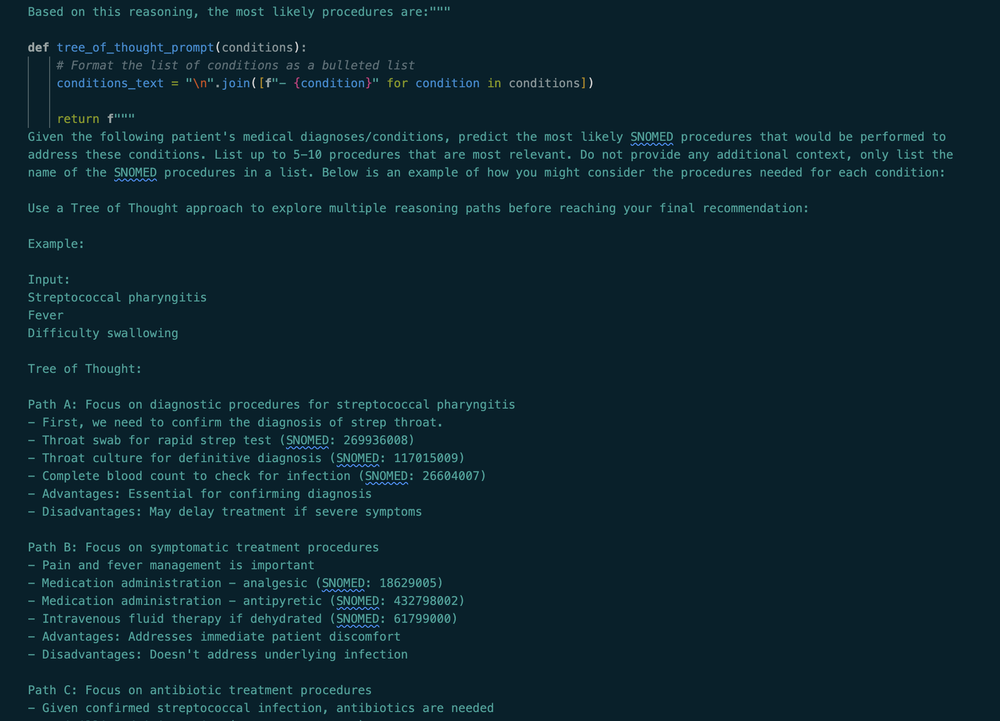 Based on this reasoning, the most likely procedures are:"""
def tree_of_thought_prompt(conditions):
# Format the list of conditions as a bulleted list
conditions_text = "\n".join([f"- {condition}" for condition in conditions])
return f"""
Given the following patient's medical diagnoses/conditions, predict the most likely SNOMED procedures that would be performed to
address these conditions. List up to 5-10 procedures that are most relevant. Do not provide any additional context, only list the
name of the SNOMED procedures in a list. Below is an example of how you might consider the procedures needed for each condition:
Use a Tree of Thought approach to explore multiple reasoning paths before reaching your final recommendation:
Example:
Input:
Streptococcal pharyngitis
Fever
Difficulty swallowing
Tree of Thought:
Path A: Focus on diagnostic procedures for streptococcal pharyngitis
- First, we need to confirm the diagnosis of strep throat.
- Throat swab for rapid strep test (SNOMED: 269936008)
- Throat culture for definitive diagnosis (SNOMED: 117015009)
- Complete blood count to check for infection (SNOMED: 26604007)
- Advantages: Essential for confirming diagnosis
- Disadvantages: May delay treatment if severe symptoms
Path B: Focus on symptomatic treatment procedures
- Pain and fever management is important
- Medication administration - analgesic (SNOMED: 18629005)
- Medication administration - antipyretic (SNOMED: 432798002)
- Intravenous fluid therapy if dehydrated (SNOMED: 61799000)
- Advantages: Addresses immediate patient discomfort
- Disadvantages: Doesn't address underlying infection
Path C: Focus on antibiotic treatment procedures
- Given confirmed streptococcal infection, antibiotics are needed